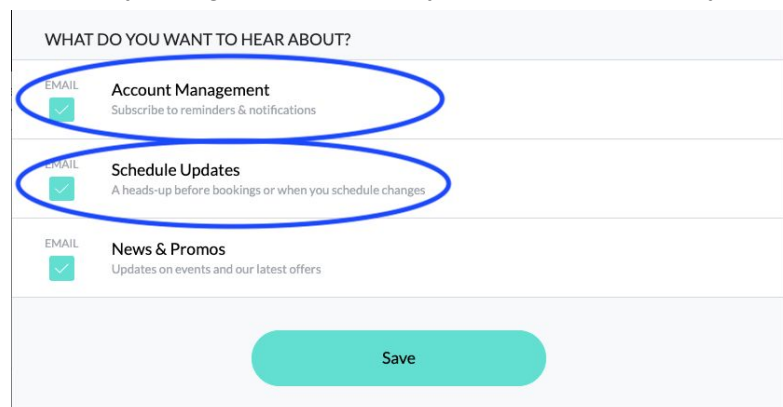 WHAT DO YOU WANT TO HEAR ABOUT?
EMAIL
Account Management
Subscribe to reminders & notifications
EMAIL
Schedule Updates
A heads-up before bookings or when you schedule changes
EMAIL
News & Promos
Updates on events and our latest offers
Save